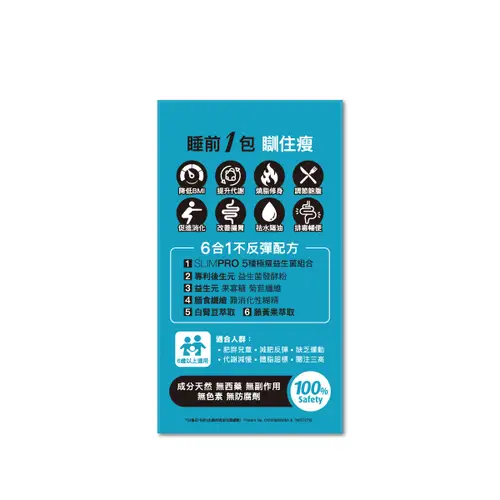 睡前1包 瞓住瘦
降低BMI
提升代謝
燒脂修身
調節餘脂
促進消化
改善腸胃
祛水隔油
排毒暢便
6合1不反彈配方
1 SLIMPRO 5種極瘦益生菌組合
2 專利後生元 益生菌發酵粉
3 益生元 果寡糖 菊苣纖維
4 膳食纖維 難消化性糊精
5 白腎豆萃取 6 藤黃果萃取
6歲以上適用
適合人群：
・肥胖兒童・減肥反彈・缺乏運動
・代謝減慢・體脂超標・關注三高
成分天然 無西藥 無副作用
無色素 無防腐劑
100%
Safety